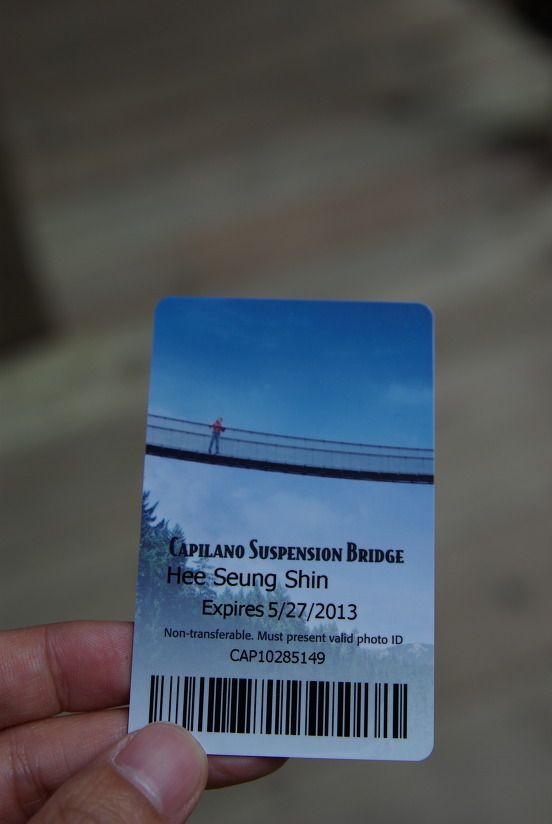 CAPILANO SUSPENSION BRIDGE
Hee Seung Shin
Expires 5/27/2013
Non-transferable. Must present valid photo ID
CAP10285149